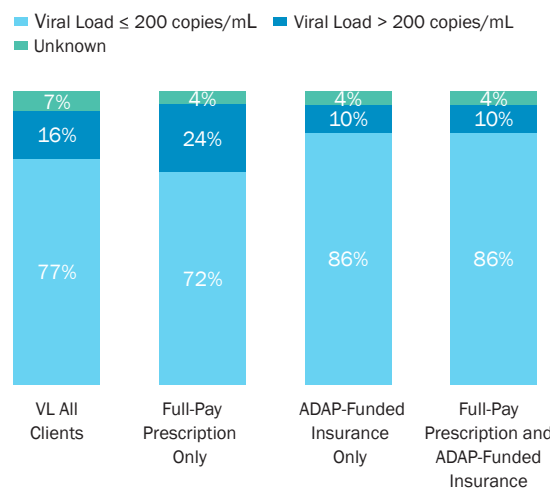 Viral Load ≤ 200 copies/mL Viral Load > 200 copies/mL
Unknown
7% 4% 4% 4%
16% 24% 10% 10%
77% 72% 86% 86%
VL All Clients
Full-Pay Prescription Only
ADAP-Funded Insurance Only
Full-Pay Prescription and ADAP-Funded Insurance